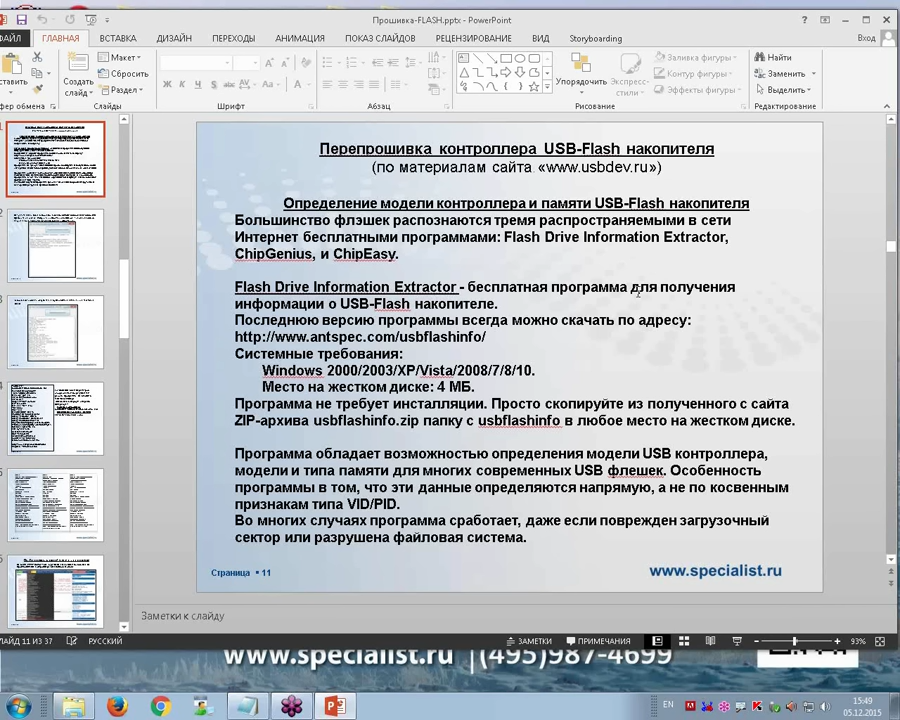 Прошивка-FLASH.pptx - PowerPoint
ФАЙЛ ГЛАВНАЯ ВСТАВКА ДИЗАЙН ПЕРЕХОДЫ АНИМАЦИЯ ПОКАЗ СЛАЙДОВ РЕЦЕНЗИРОВАНИЕ ВИД Storyboarding Вход
Макет
Сбросить
Раздел
Создать слайд
Упорядочить
Экспресс-стили
Заливка фигуры
Контур фигуры
Эффекты фигуры
Найти
Заменить
Выделить
Слайды Шрифт Абзац Рисование Редактирование
Перепрошивка контроллера USB-Flash накопителя
(по материалам сайта «www.usbdev.ru»)
Определение модели контроллера и памяти USB-Flash накопителя
Большинство флэшек распознаются тремя распространяемыми в сети
Интернет бесплатными программами: Flash Drive Information Extractor,
ChipGenius, и ChipEasy.
Flash Drive Information Extractor - бесплатная программа для получения
информации о USB-Flash накопителе.
Последнюю версию программы всегда можно скачать по адресу:
http://www.antspec.com/usbflashinfo/
Системные требования:
Windows 2000/2003/XP/Vista/2008/7/8/10.
Место на жестком диске: 4 МБ.
Программа не требует инсталляции. Просто скопируйте из полученного с сайта
ZIP-архива usbflashinfo.zip папку с usbflashinfo в любое место на жестком диске.
Программа обладает возможностью определения модели USB контроллера,
модели и типа памяти для многих современных USB флешек. Особенность
программы в том, что эти данные определяются напрямую, а не по косвенным
признакам типа VID/PID.
Во многих случаях программа сработает, даже если поврежден загрузочный
сектор или разрушена файловая система.
Страница ▪ 11
www.specialist.ru
Заметки к слайду
ЛАЙД 11 ИЗ 37 РУССКИЙ ЗАМЕТКИ ПРИМЕЧАНИЯ 93%
www.specialist.ru | (495)987-4699
EN 15:49
05.12.2015